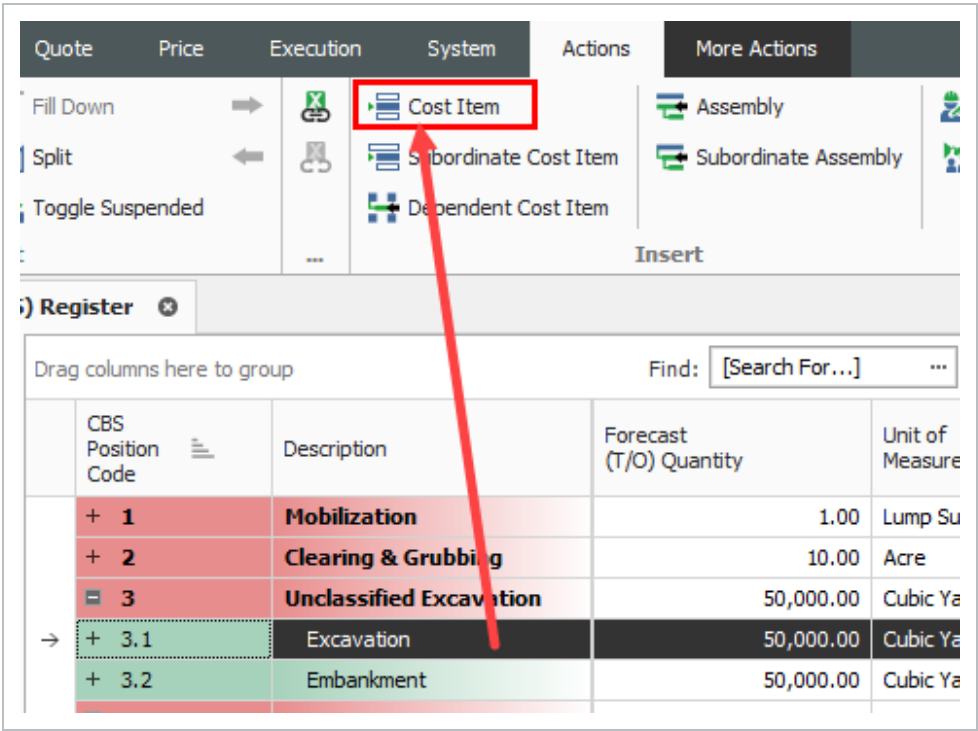 Quote Price Execution System Actions More Actions
Fill Down Cost Item Assembly
Split Subordinate Cost Item Subordinate Assembly
Toggle Suspended Dependent Cost Item
... Insert
Register
Drag columns here to group Find: [Search For...] ...
CBS
Position
Code
Description
Forecast
(T/O) Quantity
Unit of
Measure
+ 1 Mobilization 1.00 Lump Su
+ 2 Clearing & Grubbing 10.00 Acre
3 Unclassified Excavation 50,000.00 Cubic Ya
→ + 3.1 Excavation 50,000.00 Cubic Ya
+ 3.2 Embankment 50,000.00 Cubic Ya